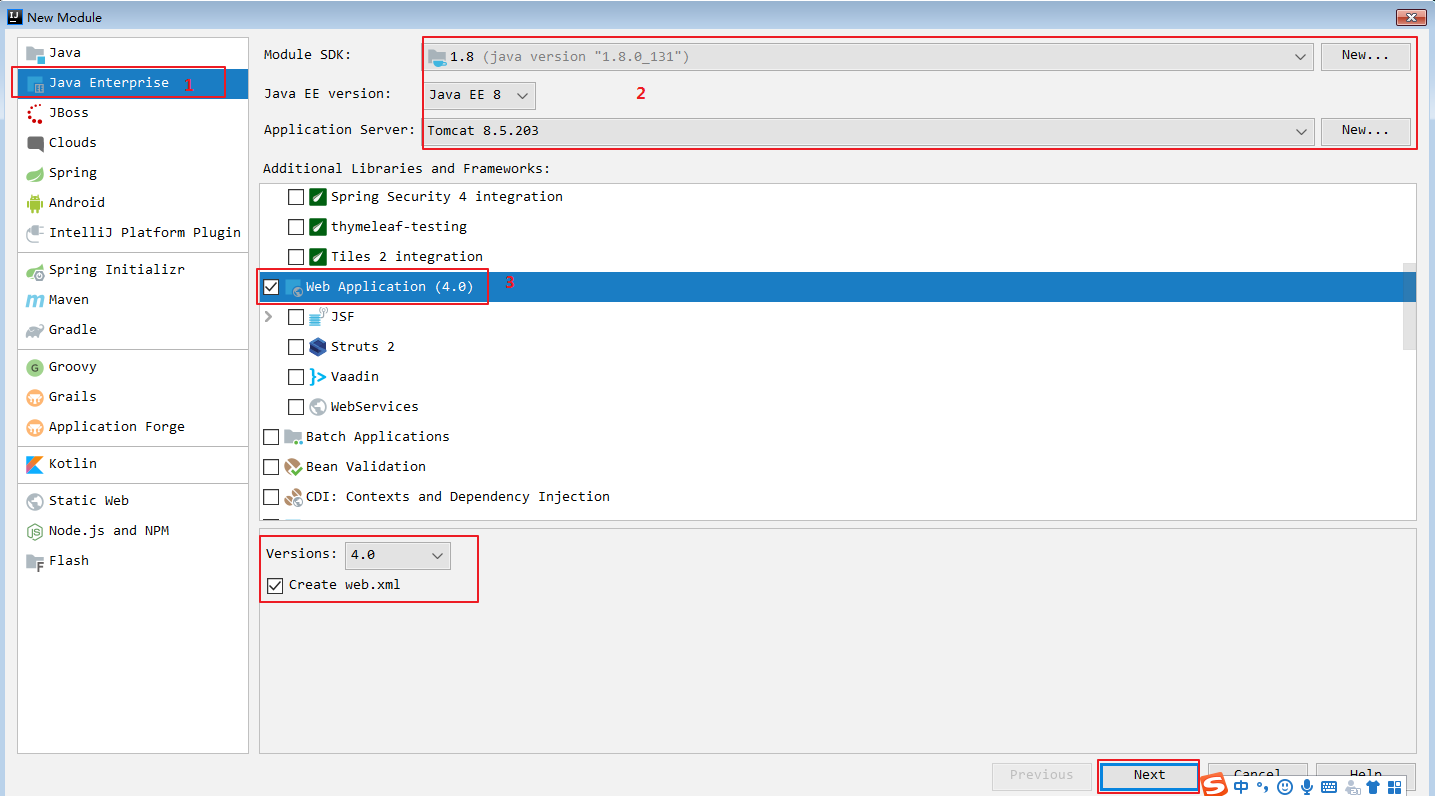 New Module
Java
Java Enterprise 1
JBoss
Clouds
Spring
Android
IntelliJ Platform Plugin
Spring Initializr
Maven
Gradle
Groovy
Grails
Application Forge
Kotlin
Static Web
Node.js and NPM
Flash
Module SDK: 1.8 (java version "1.8.0_131") New...
Java EE version: Java EE 8 2
Application Server: Tomcat 8.5.203 New...
Additional Libraries and Frameworks:
Spring Security 4 integration
thymeleaf-testing
Tiles 2 integration
Web Application (4.0) 3
JSF
Struts 2
Vaadin
WebServices
Batch Applications
Bean Validation
CDI: Contexts and Dependency Injection
Versions: 4.0
Create web.xml
Previous Next Cancel Help
中